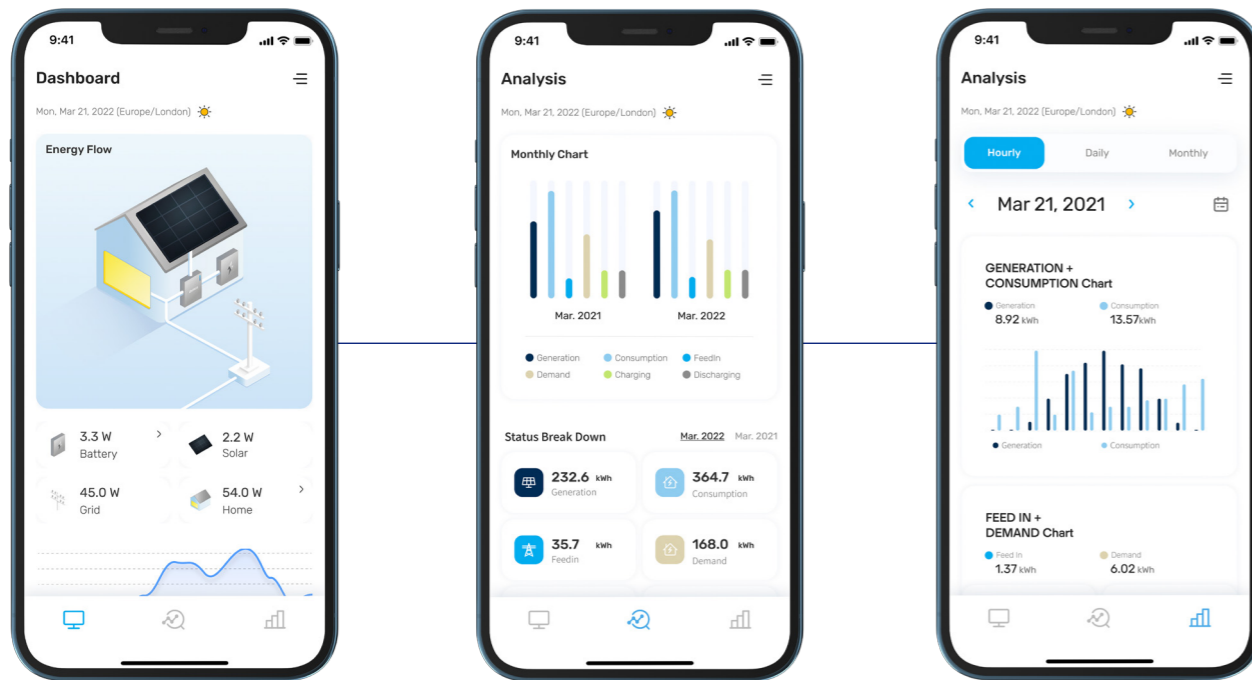 9:41
Dashboard
Mon, Mar 21, 2022 (Europe/London)
Energy Flow
3.3 W
Battery
2.2 W
Solar
45.0 W
Grid
54.0 W
Home
9:41
Analysis
Mon, Mar 21, 2022 (Europe/London)
Monthly Chart
Mar. 2021 Mar. 2022
Generation Consumption FeedIn
Demand Charging Discharging
Status Break Down Mar. 2022 Mar. 2021
232.6 kWh
Generation
364.7 kWh
Consumption
35.7 kWh
Feedin
168.0 kWh
Demand
9:41
Analysis
Mon, Mar 21, 2022 (Europe/London)
Hourly Daily Monthly
Mar 21, 2021
GENERATION +
CONSUMPTION Chart
Generation Consumption
8.92 kWh 13.57kWh
Generation Consumption
FEED IN +
DEMAND Chart
Feed in Demand
1.37 kWh 6.02 kWh